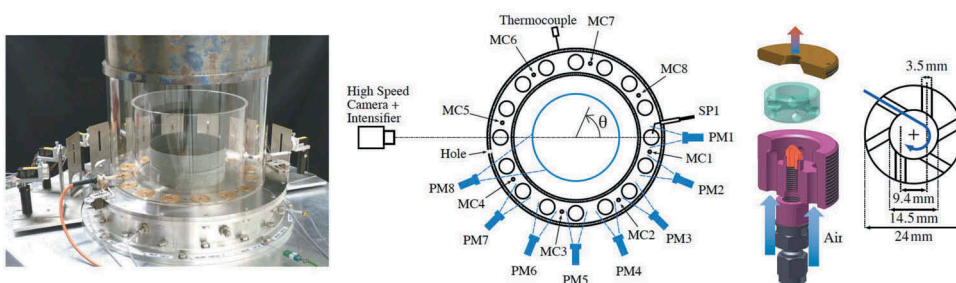 Thermocouple
MC7
MC6
MC8
High Speed
Camera +
Intensifier
MC5
θ
SP1
PM1
Hole
MC1
PM8
PM2
MC4
PM7
MC3
MC2
PM3
PM6
PM5
PM4
Air
3.5 mm
9.4 mm
14.5 mm
24 mm